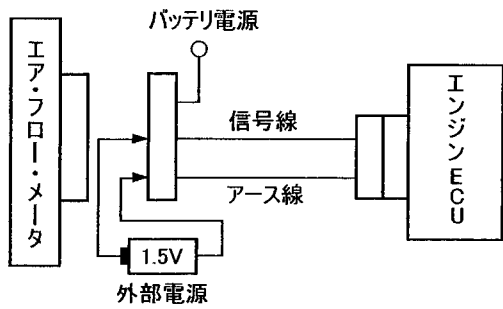 バッテリ電源
エア・フロー・メータ
信号線
アース線
エンジンECU
1.5V
外部電源